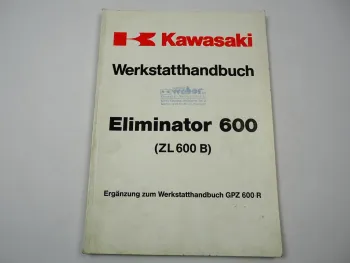 Kawasaki
Werkstatthandbuch
Eliminator 600
(ZL 600 B)
Ergänzung zum Werkstatthandbuch GPZ 600 R